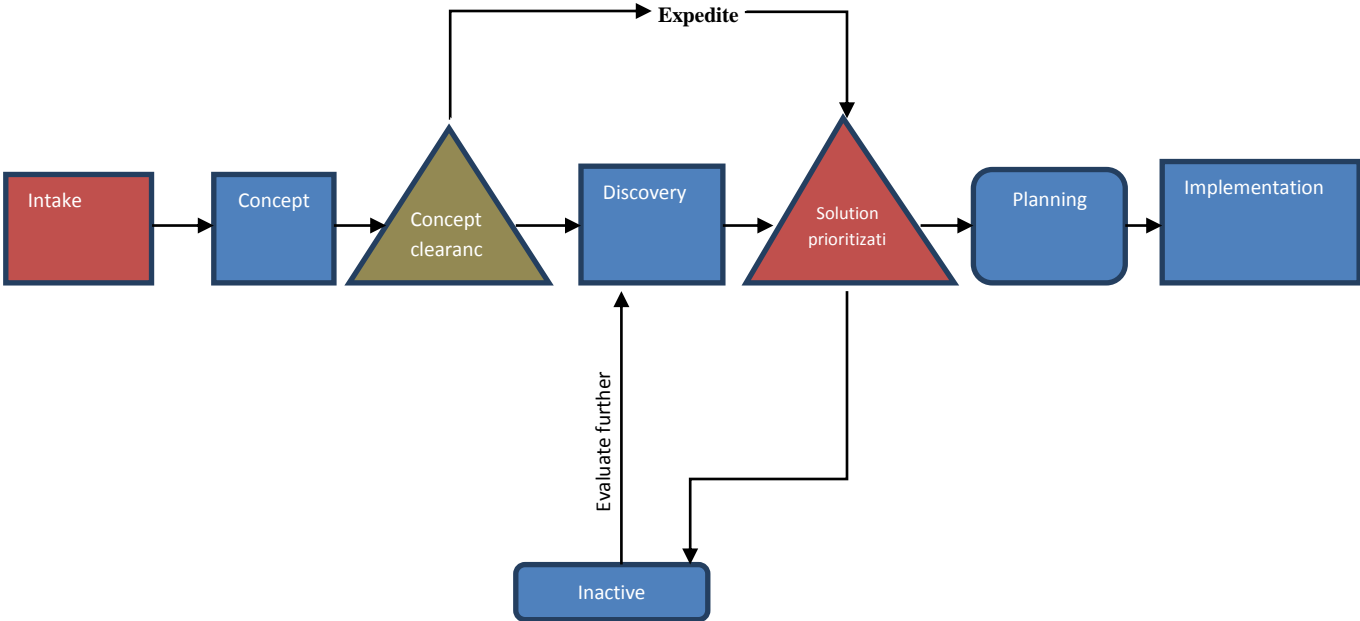 Expedite
Intake
Concept
Concept
clearanc
Discovery
Solution
prioritizati
Planning
Implementation
Evaluate further
Inactive